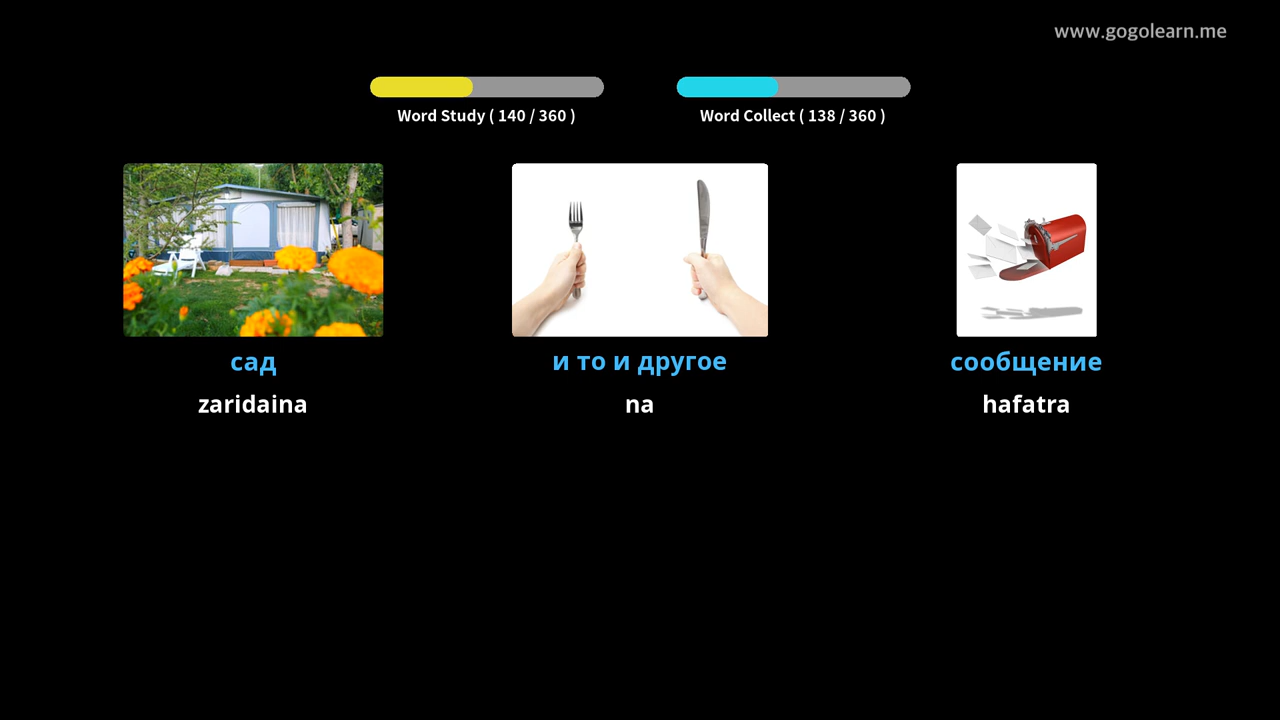 www.gogolearn.me
Word Study ( 140 / 360 )
Word Collect ( 138 / 360 )
сад
и то и другое
сообщение
zaridaina
na
hafatra